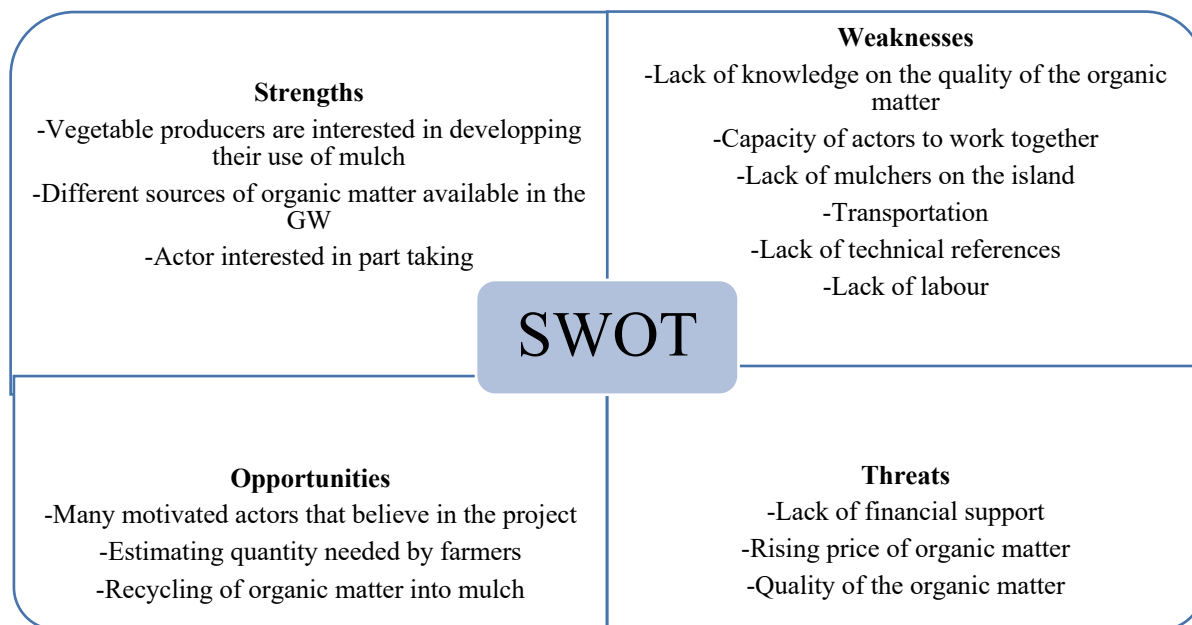 Strengths
-Vegetable producers are interested in developping
their use of mulch
-Different sources of organic matter available in the
GW
-Actor interested in part taking
Weaknesses
-Lack of knowledge on the quality of the organic
matter
-Capacity of actors to work together
-Lack of mulchers on the island
-Transportation
-Lack of technical references
-Lack of labour
SWOT
Opportunities
-Many motivated actors that believe in the project
-Estimating quantity needed by farmers
-Recycling of organic matter into mulch
Threats
-Lack of financial support
-Rising price of organic matter
-Quality of the organic matter